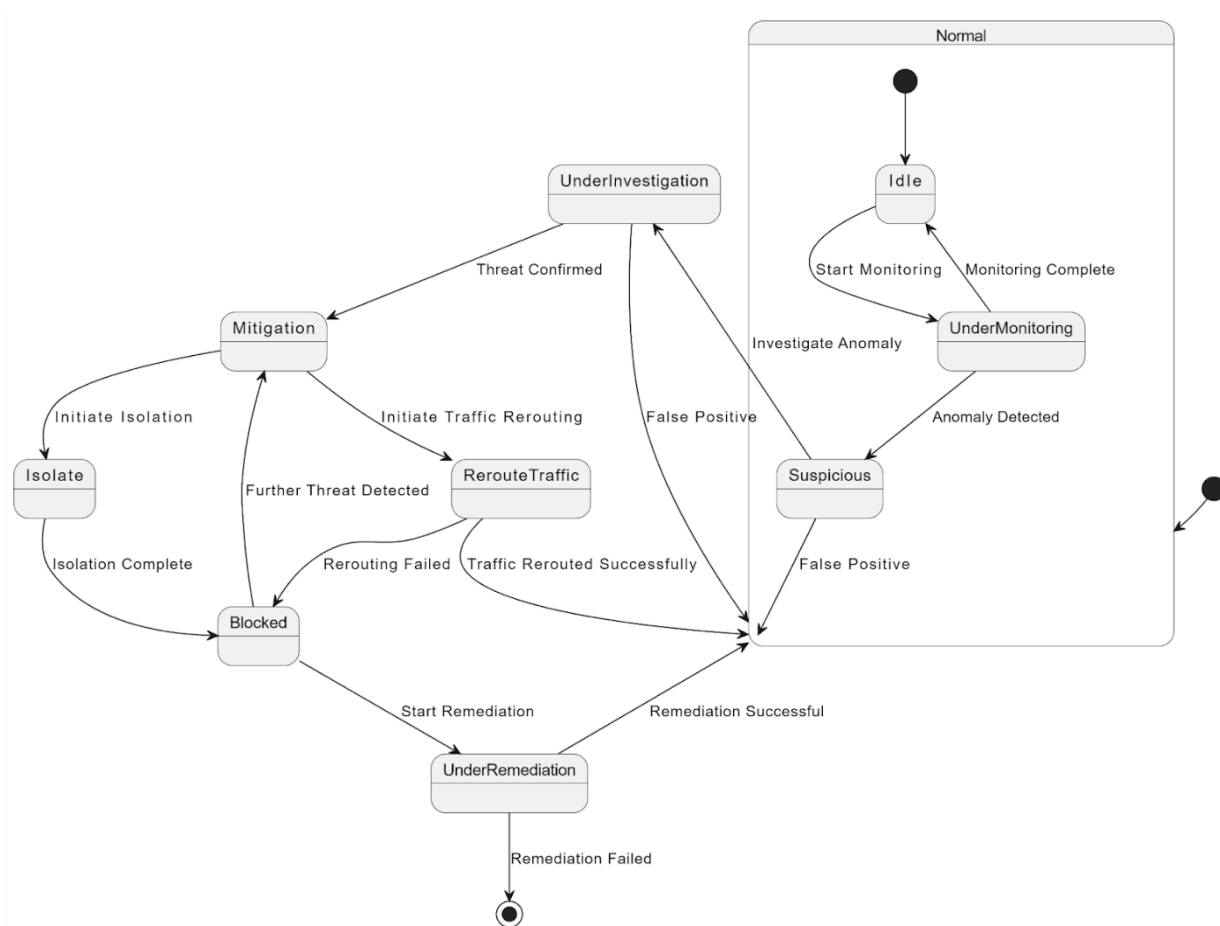 Normal
UnderInvestigation
Idle
Threat Confirmed
Start Monitoring
Monitoring Complete
Mitigation
UnderMonitoring
Investigate Anomaly
Initiate Isolation
Initiate Traffic Rerouting
False Positive
Anomaly Detected
Isolate
RerouteTraffic
Suspicious
Further Threat Detected
Isolation Complete
Rerouting Failed
Traffic Rerouted Successfully
False Positive
Blocked
Start Remediation
Remediation Successful
UnderRemediation
Remediation Failed